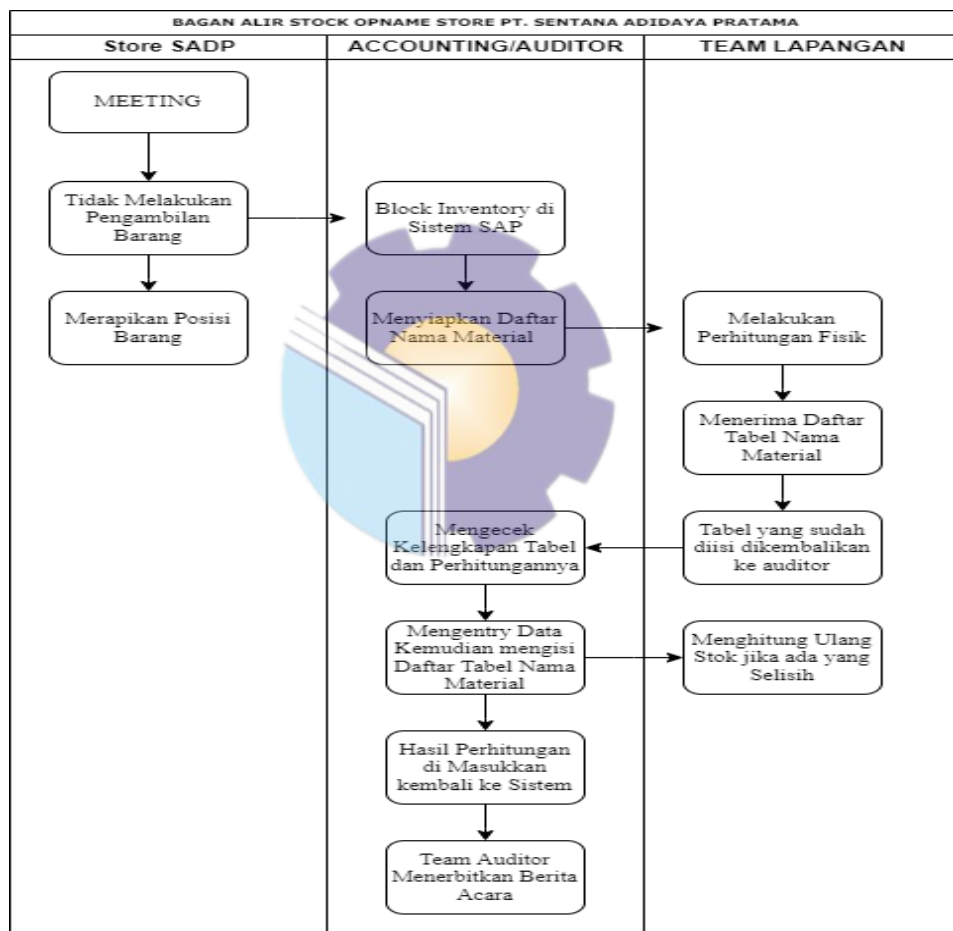 BAGAN ALIR STOCK OPNAME STORE PT. SENTANA ADIDAYA PRATAMA
Store SADP
ACCOUNTING/AUDITOR
TEAM LAPANGAN
MEETING
Tidak Melakukan
Pengambilan
Barang
Block Inventory di
Sistem SAP
Merapikan Posisi
Barang
Menyiapkan Daftar
Nama Material
Melakukan
Perhitungan Fisik
Menerima Daftar
Tabel Nama
Material
Mengecek
Kelengkapan Tabel
dan Perhitungannya
Tabel yang sudah
diisi dikembalikan
ke auditor
Mengentry Data
Kemudian mengisi
Daftar Tabel Nama
Material
Menghitung Ulang
Stok jika ada yang
Selisih
Hasil Perhitungan
di Masukkan
kembali ke Sistem
Team Auditor
Menerbitkan Berita
Acara